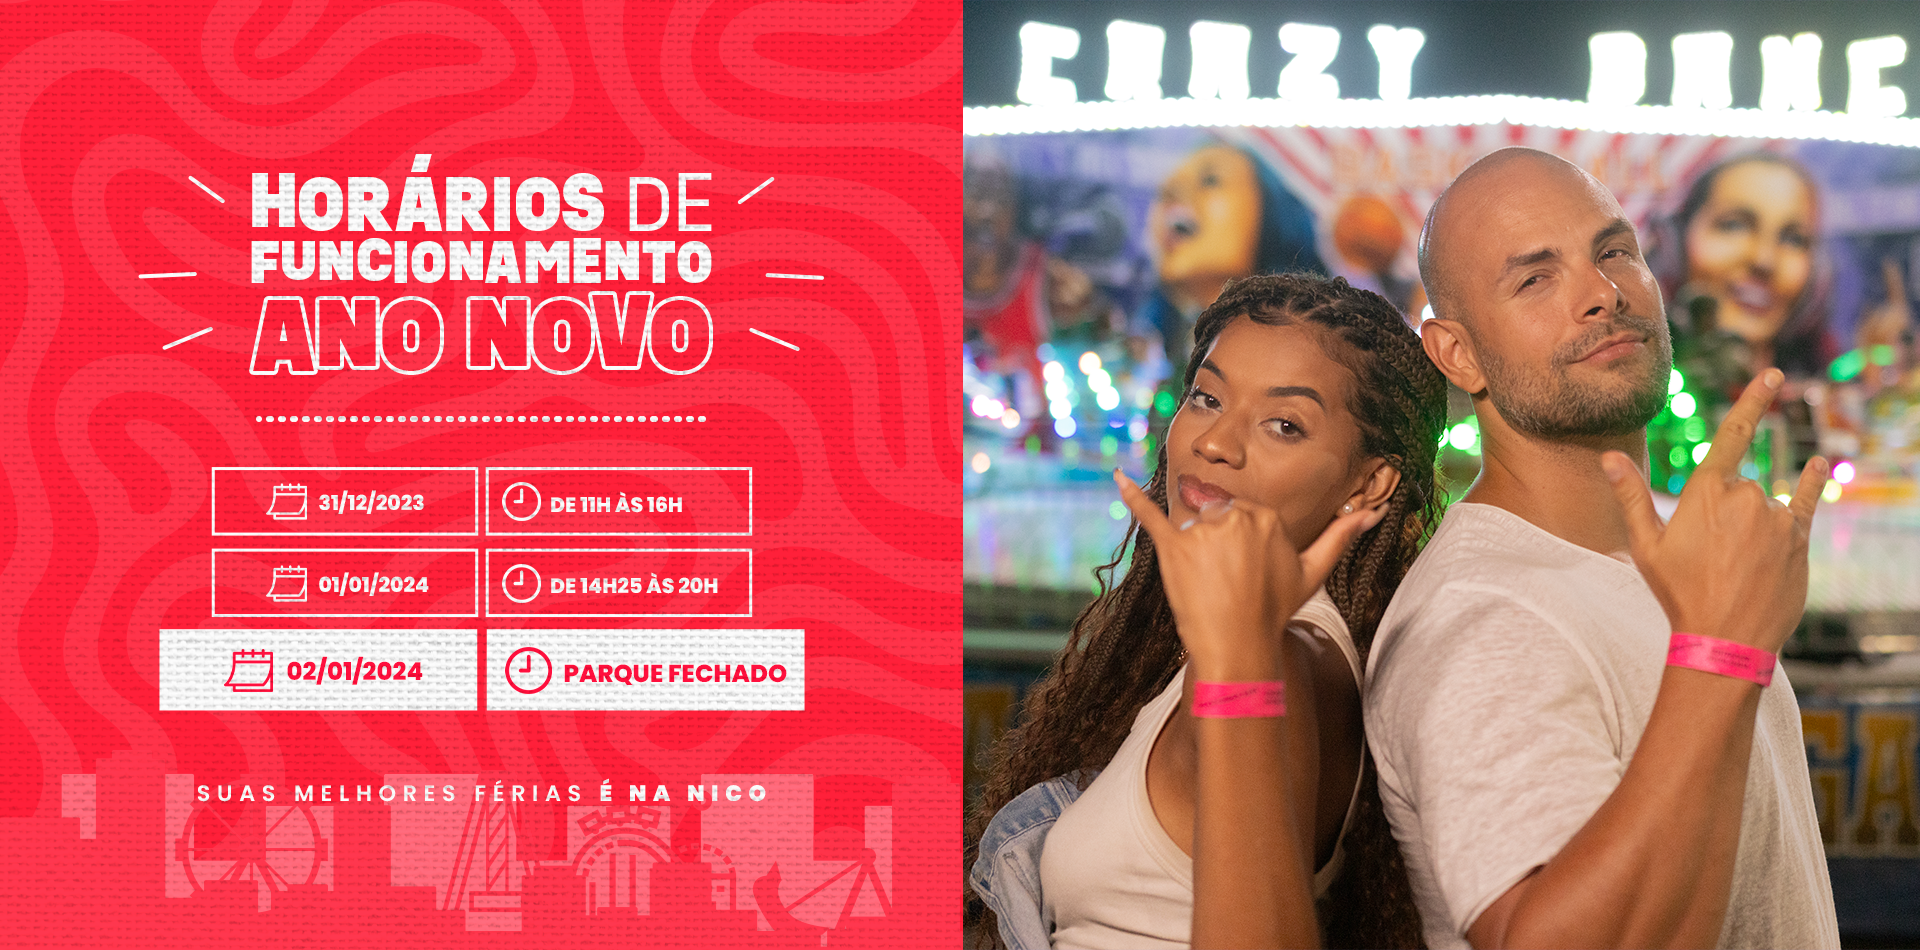 HORÁRIOS DE
FUNCIONAMENTO
ANO NOVO
31/12/2023
DE 11H ÀS 16H
01/01/2024
DE 14H25 ÀS 20H
02/01/2024
PARQUE FECHADO
SUAS MELHORES FÉRIAS É NA NICO
CRAZY DANC